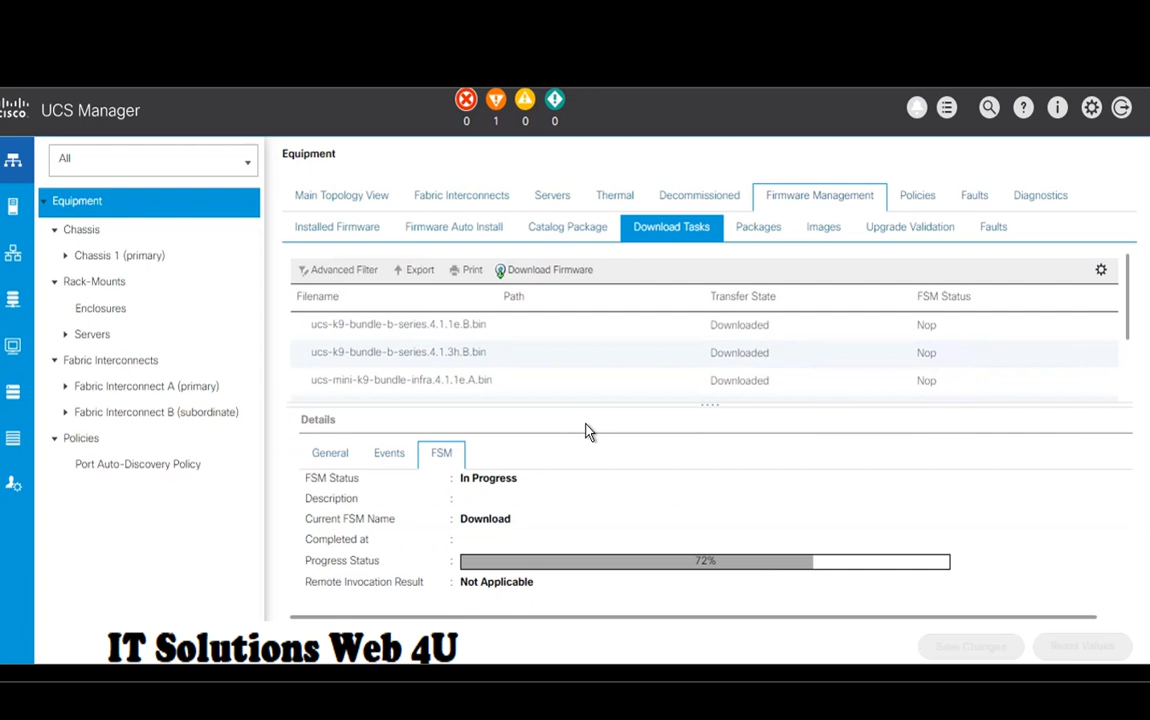 CISCO UCS Manager
0 1 0 0
All
Equipment
Chassis
Chassis 1 (primary)
Rack-Mounts
Enclosures
Servers
Fabric Interconnects
Fabric Interconnect A (primary)
Fabric Interconnect B (subordinate)
Policies
Port Auto-Discovery Policy
Equipment
Main Topology View Fabric Interconnects Servers Thermal Decommissioned Firmware Management Policies Faults Diagnostics
Installed Firmware Firmware Auto Install Catalog Package Download Tasks Packages Images Upgrade Validation Faults
Advanced Filter Export Print Download Firmware
Filename Path Transfer State FSM Status
ucs-k9-bundle-b-series.4.1.1e.B.bin Downloaded Nop
ucs-k9-bundle-b-series.4.1.3h.B.bin Downloaded Nop
ucs-mini-k9-bundle-infra.4.1.1e.A.bin Downloaded Nop
Details
General Events FSM
FSM Status : In Progress
Description :
Current FSM Name : Download
Completed at :
Progress Status : 72%
Remote Invocation Result : Not Applicable
Save Changes Reset Values
IT Solutions Web 4U